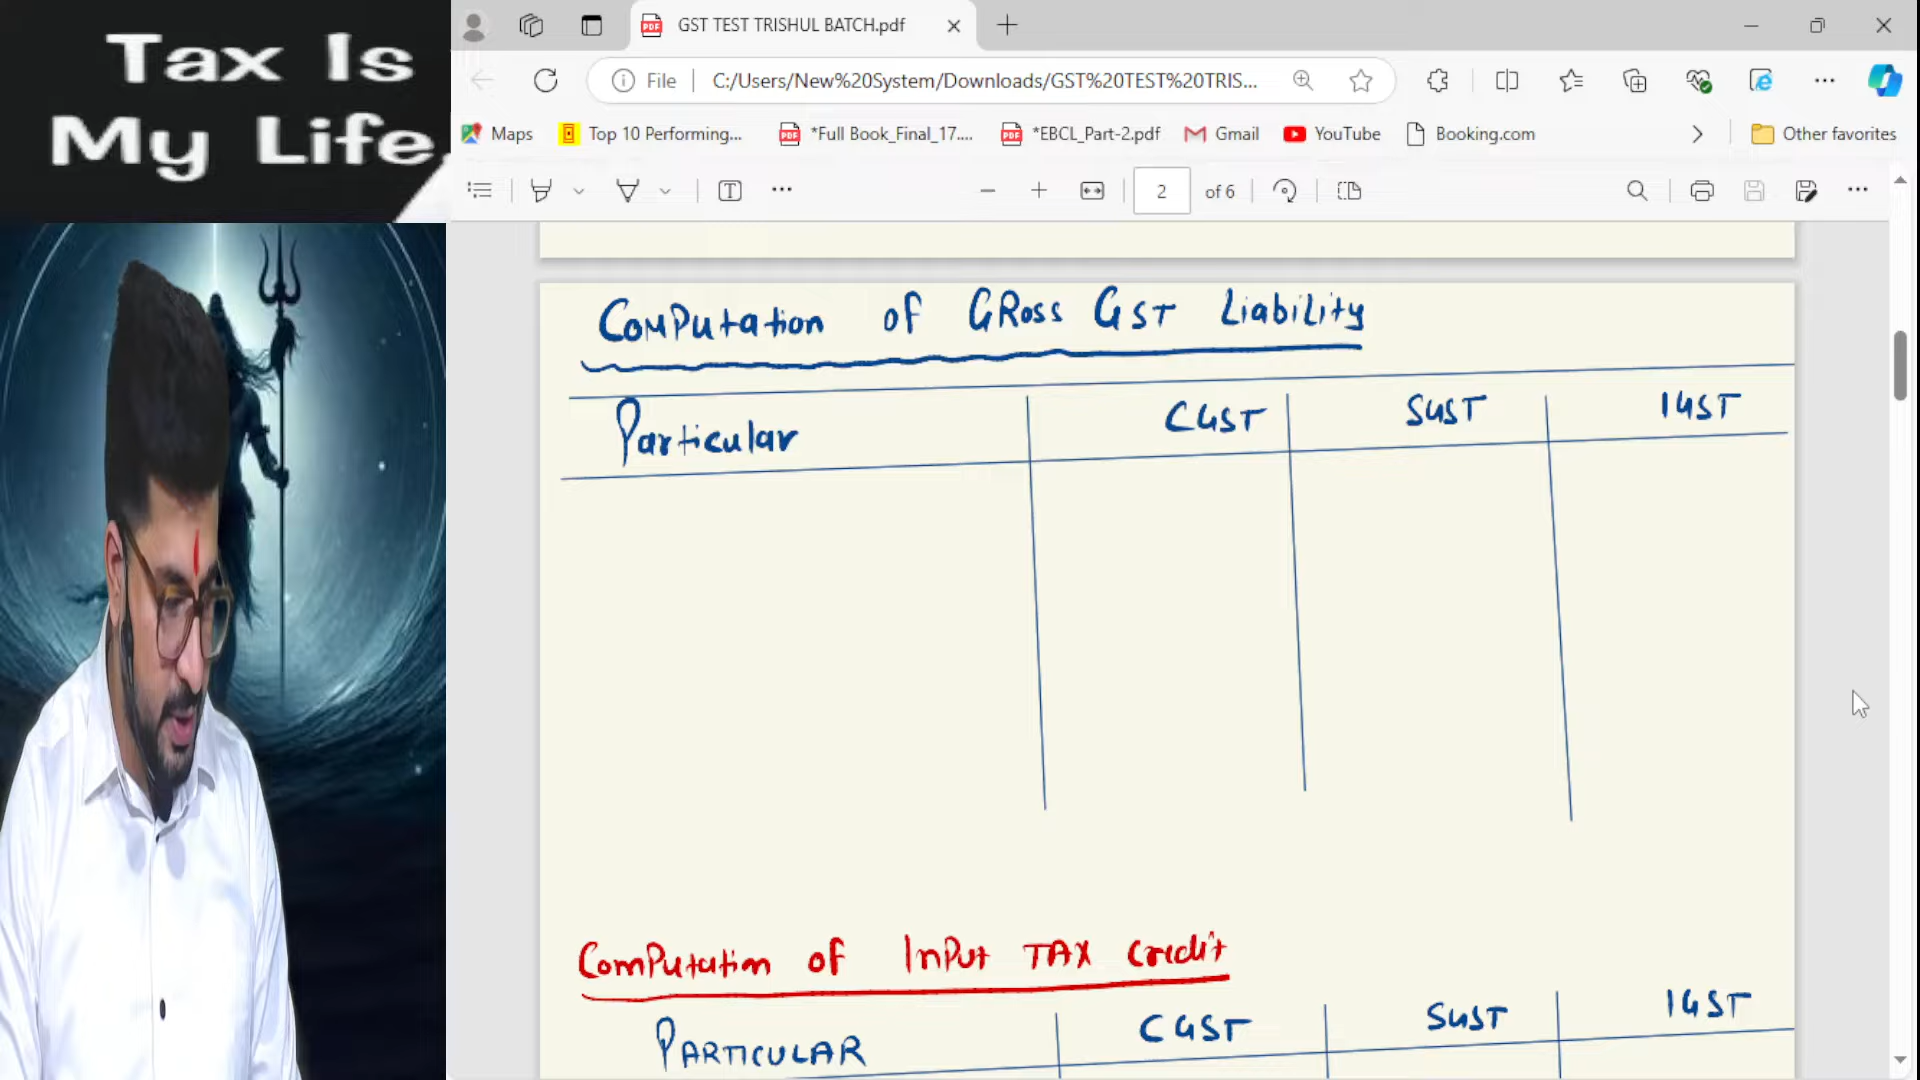 Tax Is
My Life
GST TEST TRISHUL BATCH.pdf
File
C:/Users/New%20System/Downloads/GST%20TEST%20TRIS...
Maps
Top 10 Performing...
*Full Book_Final_17....
*EBCL_Part-2.pdf
Gmail
YouTube
Booking.com
Other favorites
2 of 6
Computation of Gross GST Liability
Particular CGST SGST IGST
Computation of Input TAX Credit
PARTICULAR CGST SGST IGST